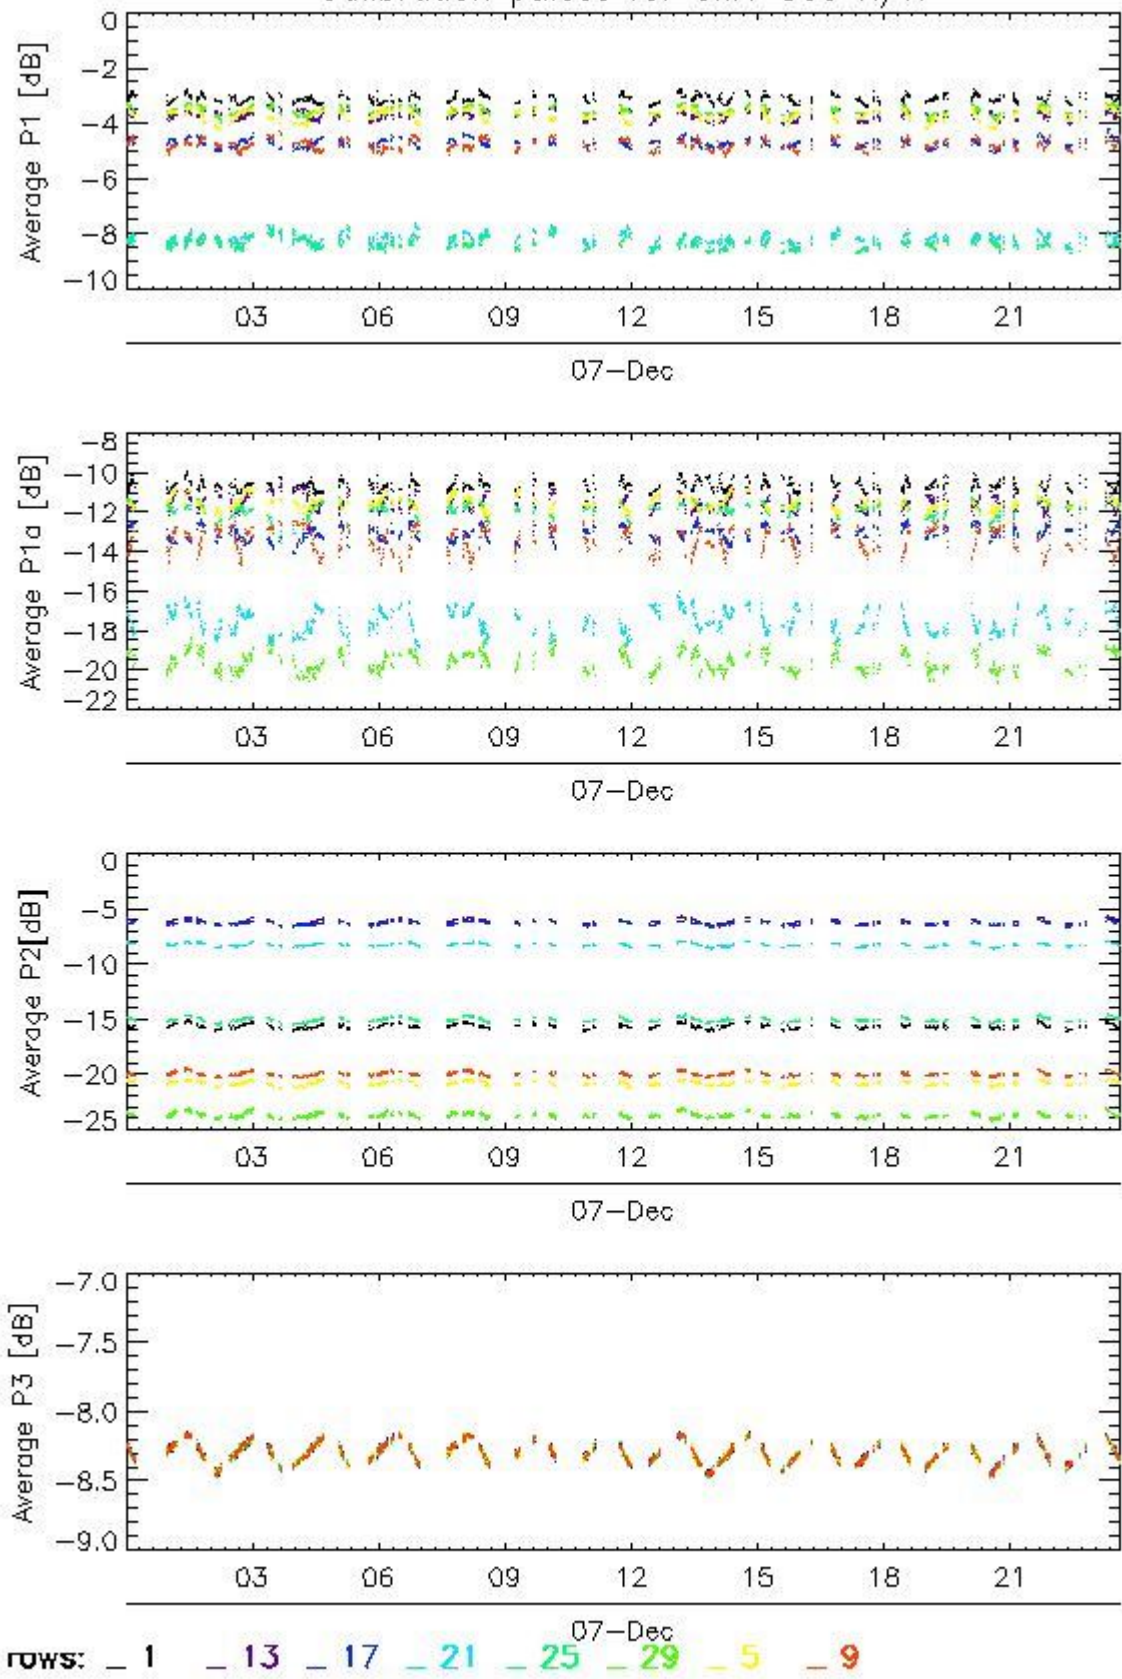 0
−2
−4
−6
−8
−10
Average P1 [dB]
03 06 09 12 15 18 21
07−Dec
−8
−10
−12
−14
−16
−18
−20
−22
Average P1a [dB]
03 06 09 12 15 18 21
07−Dec
0
−5
−10
−15
−20
−25
Average P2[dB]
03 06 09 12 15 18 21
07−Dec
−7.0
−7.5
−8.0
−8.5
−9.0
Average P3 [dB]
03 06 09 12 15 18 21
07−Dec
rows: _ 1 _ 13 _ 17 _ 21 _ 25 _ 29 _ 5 _ 9